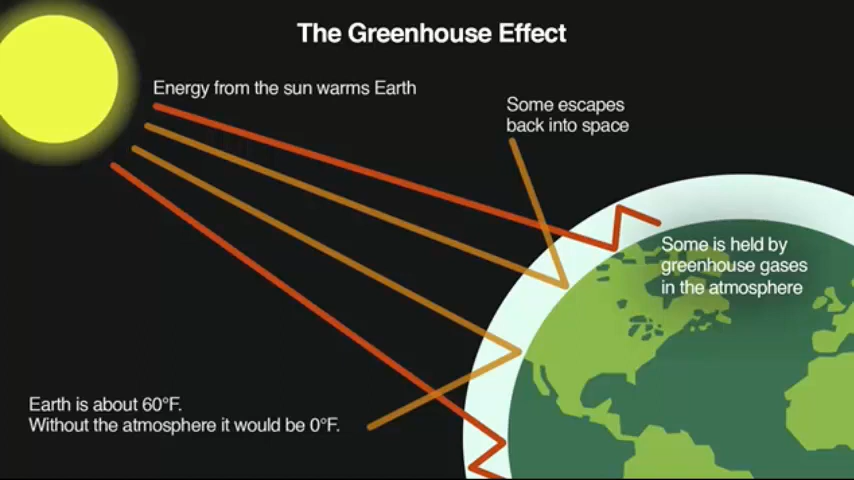 The Greenhouse Effect
Energy from the sun warms Earth
Some escapes
back into space
Some is held by
greenhouse gases
in the atmosphere
Earth is about 60°F.
Without the atmosphere it would be 0°F.